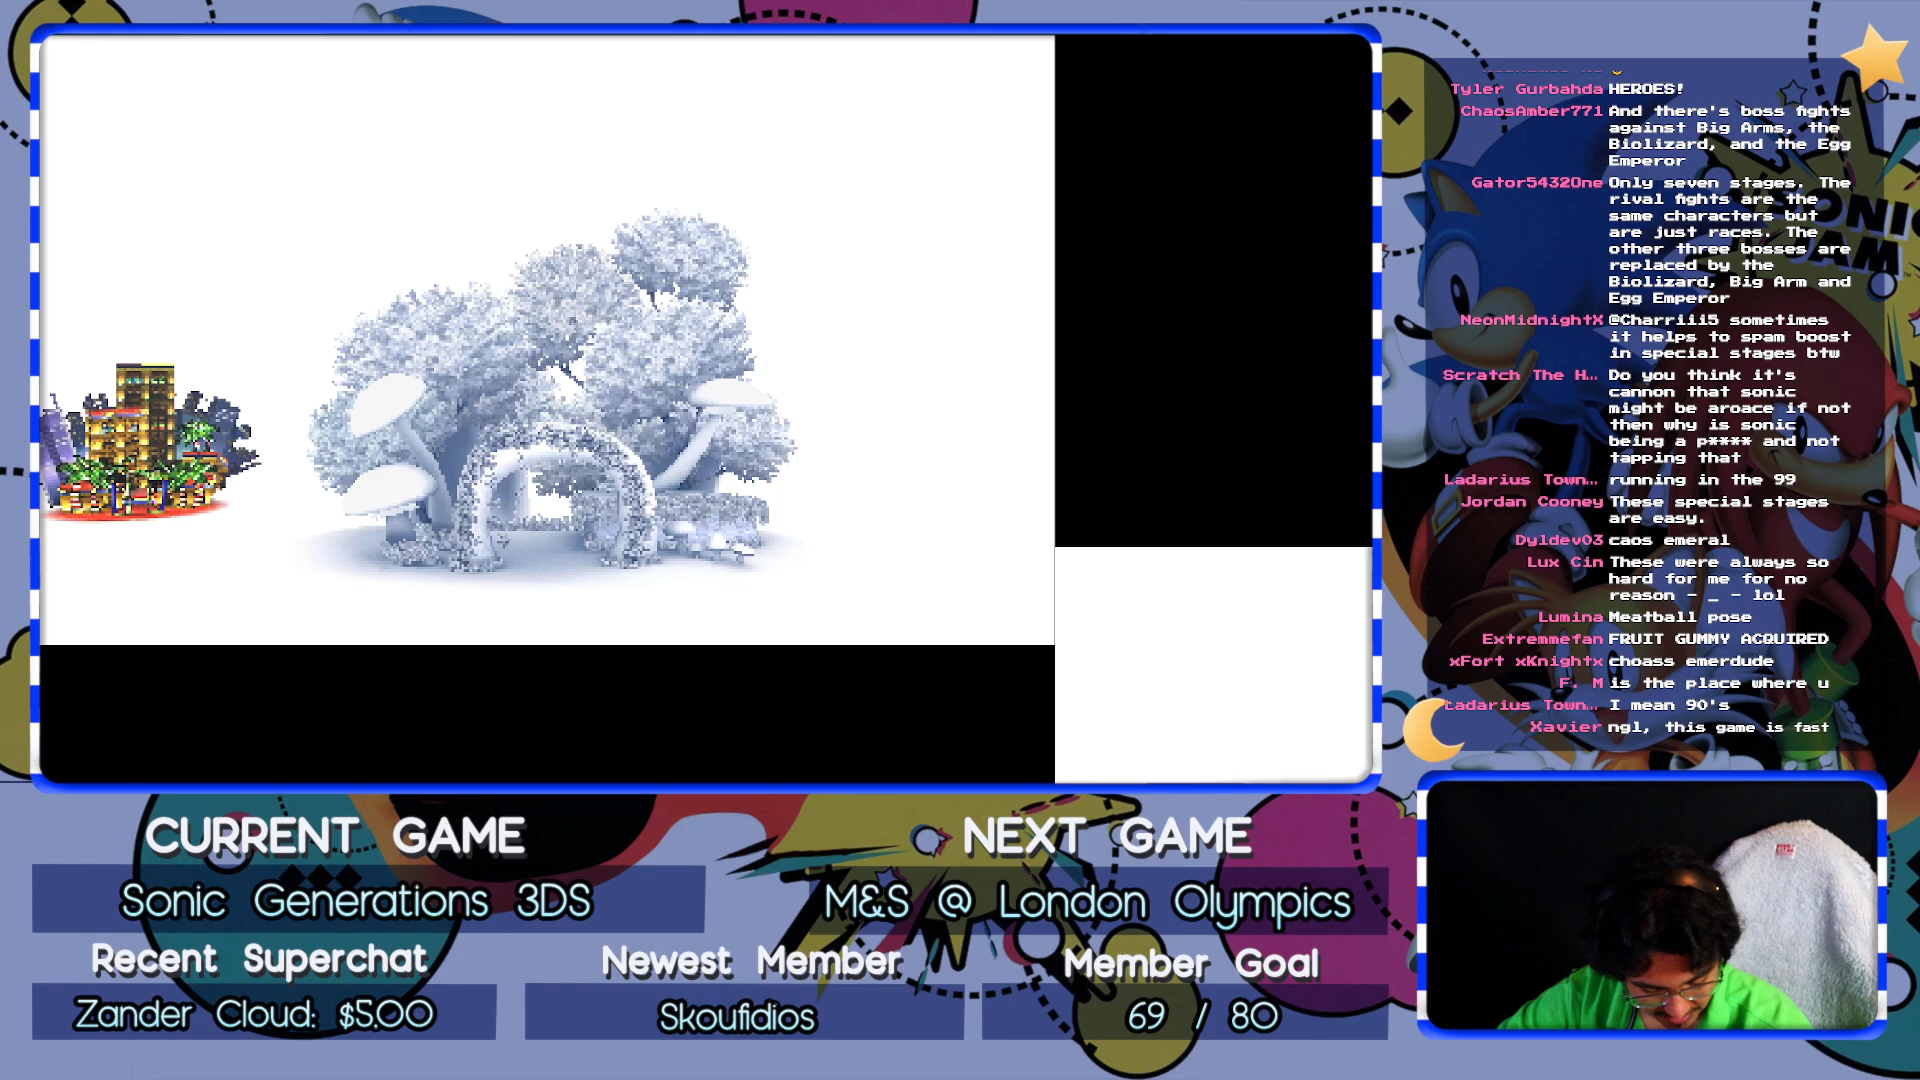 Tyler Gurbahda HEROES!
ChaosAmber771 And there's boss fights
against Big Arms, the
Biolizard, and the Egg
Emperor
Gator5432One Only seven stages. The
rival fights are the
same characters but
are just races. The
other three bosses are
replaced by the
Biolizard, Big Arm and
Egg Emperor
NeonMidnightX @Charriii5 sometimes
it helps to spam boost
in special stages btw
Scratch The H… Do you think it's
cannon that sonic
might be aroace if not
then why is sonic
being a p**** and not
tapping that
Ladarius Town… running in the 99
Jordan Cooney These special stages
are easy.
Dyldev03 caos emeral
Lux Cin These were always so
hard for me for no
reason - _ - lol
Lumina Meatball pose
Extremmefan FRUIT GUMMY ACQUIRED
xFort xKnightx choass emerdude
F. M is the place where u
Ladarius Town… I mean 90's
Xavier ngl, this game is fast
CURRENT GAME
Sonic Generations 3DS
NEXT GAME
M&S @ London Olympics
Recent Superchat
Zander Cloud: $5.00
Newest Member
Skoufidios
Member Goal
69 / 80